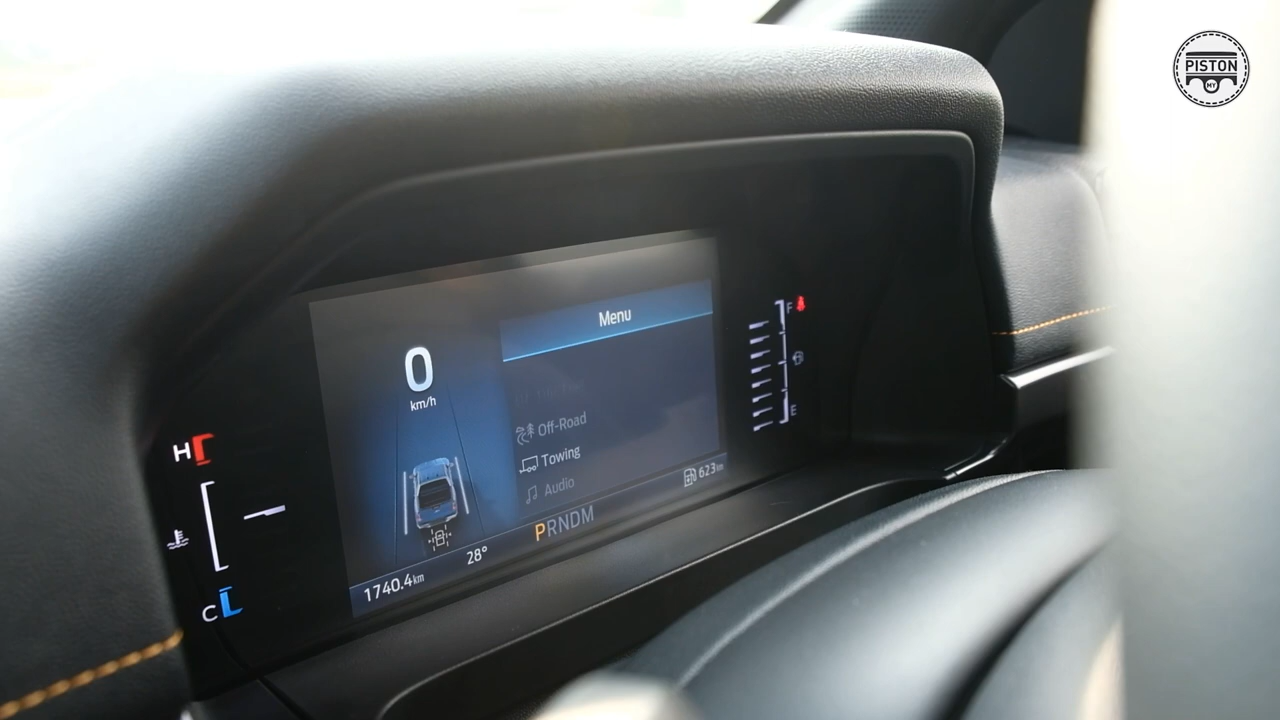 PISTON
MY
Menu
0
km/h
Off-Road
Towing
Audio
623km
PRNDM
28°
1740.4km
H
C
F
E